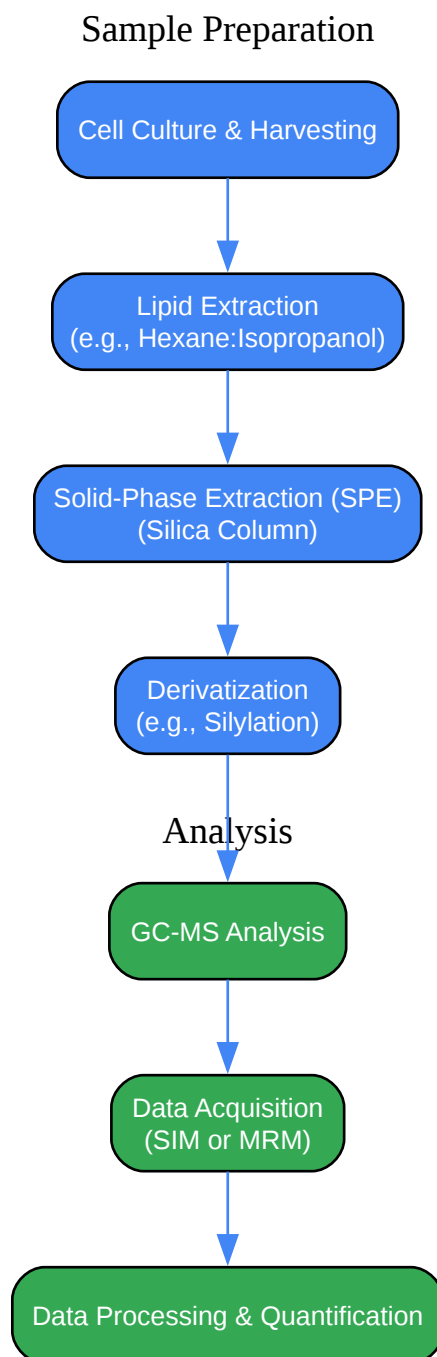 Sample Preparation
Cell Culture & Harvesting
Lipid Extraction
(e.g., Hexane:Isopropanol)
Solid-Phase Extraction (SPE)
(Silica Column)
Derivatization
(e.g., Silylation)
Analysis
GC-MS Analysis
Data Acquisition
(SIM or MRM)
Data Processing & Quantification